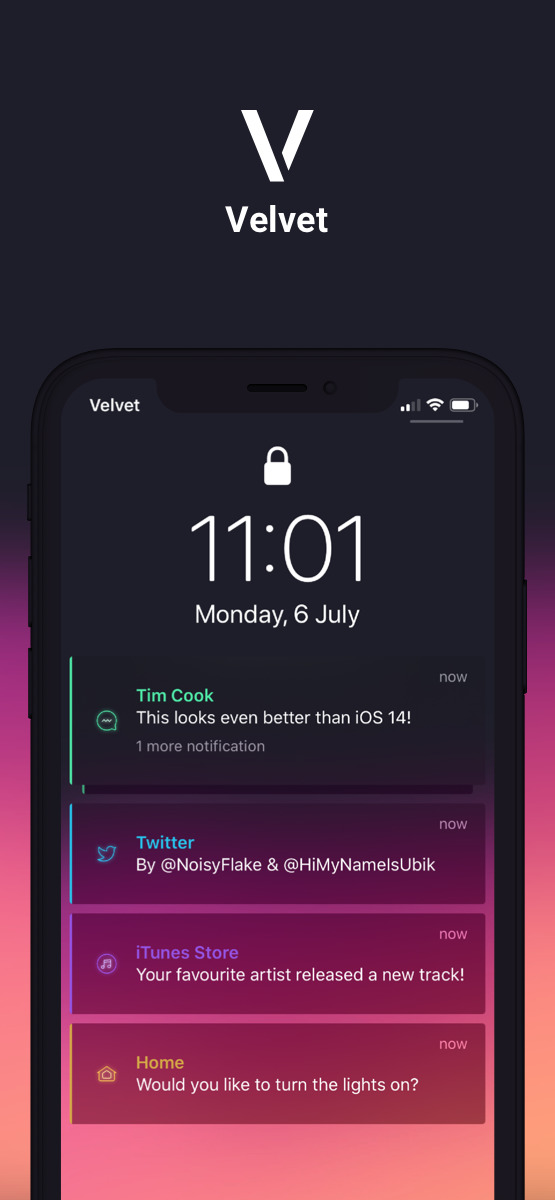 Velvet
Velvet
11:01
Monday, 6 July
now
Tim Cook
This looks even better than iOS 14!
1 more notification
now
Twitter
By @NoisyFlake & @HiMyNameIsUbik
now
iTunes Store
Your favourite artist released a new track!
now
Home
Would you like to turn the lights on?